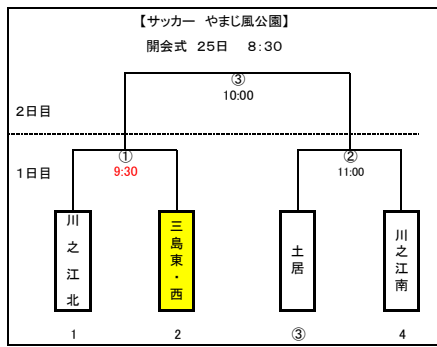 【サッカー やまじ風公園】
開会式 25日 8:30
③
10:00
2日目
1日目
①
9:30
②
11:00
川之江北
三島東・西
土居
川之江南
1
2
③
4